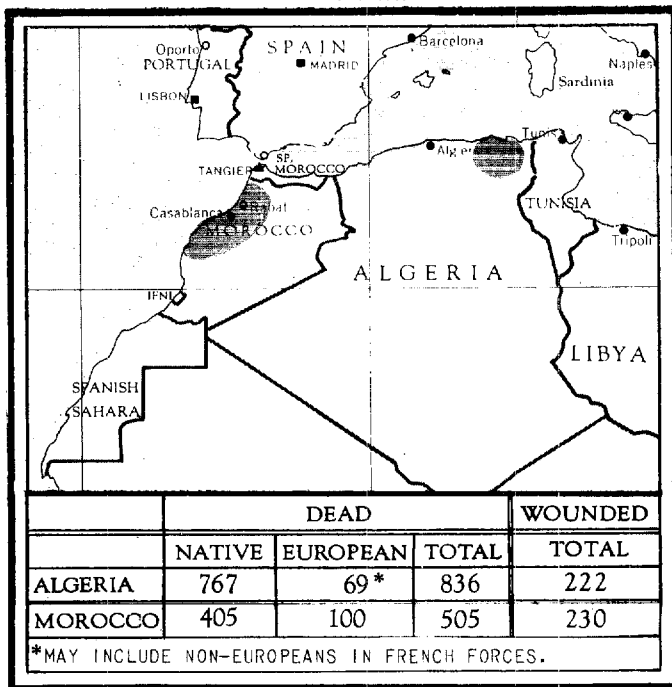 Oporto
SPAIN
Barcelona
PORTUGAL
MADRID
Naples
Sardinia
LISBON
SP.
MOROCCO
TANGIER
Algiers
Tunis
Casablanca
Rabat
MOROCCO
TUNISIA
Tripoli
ALGERIA
IFNI
LIBYA
SPANISH
SAHARA
DEAD WOUNDED
NATIVE EUROPEAN TOTAL TOTAL
ALGERIA 767 69* 836 222
MOROCCO 405 100 505 230
*MAY INCLUDE NON-EUROPEANS IN FRENCH FORCES.